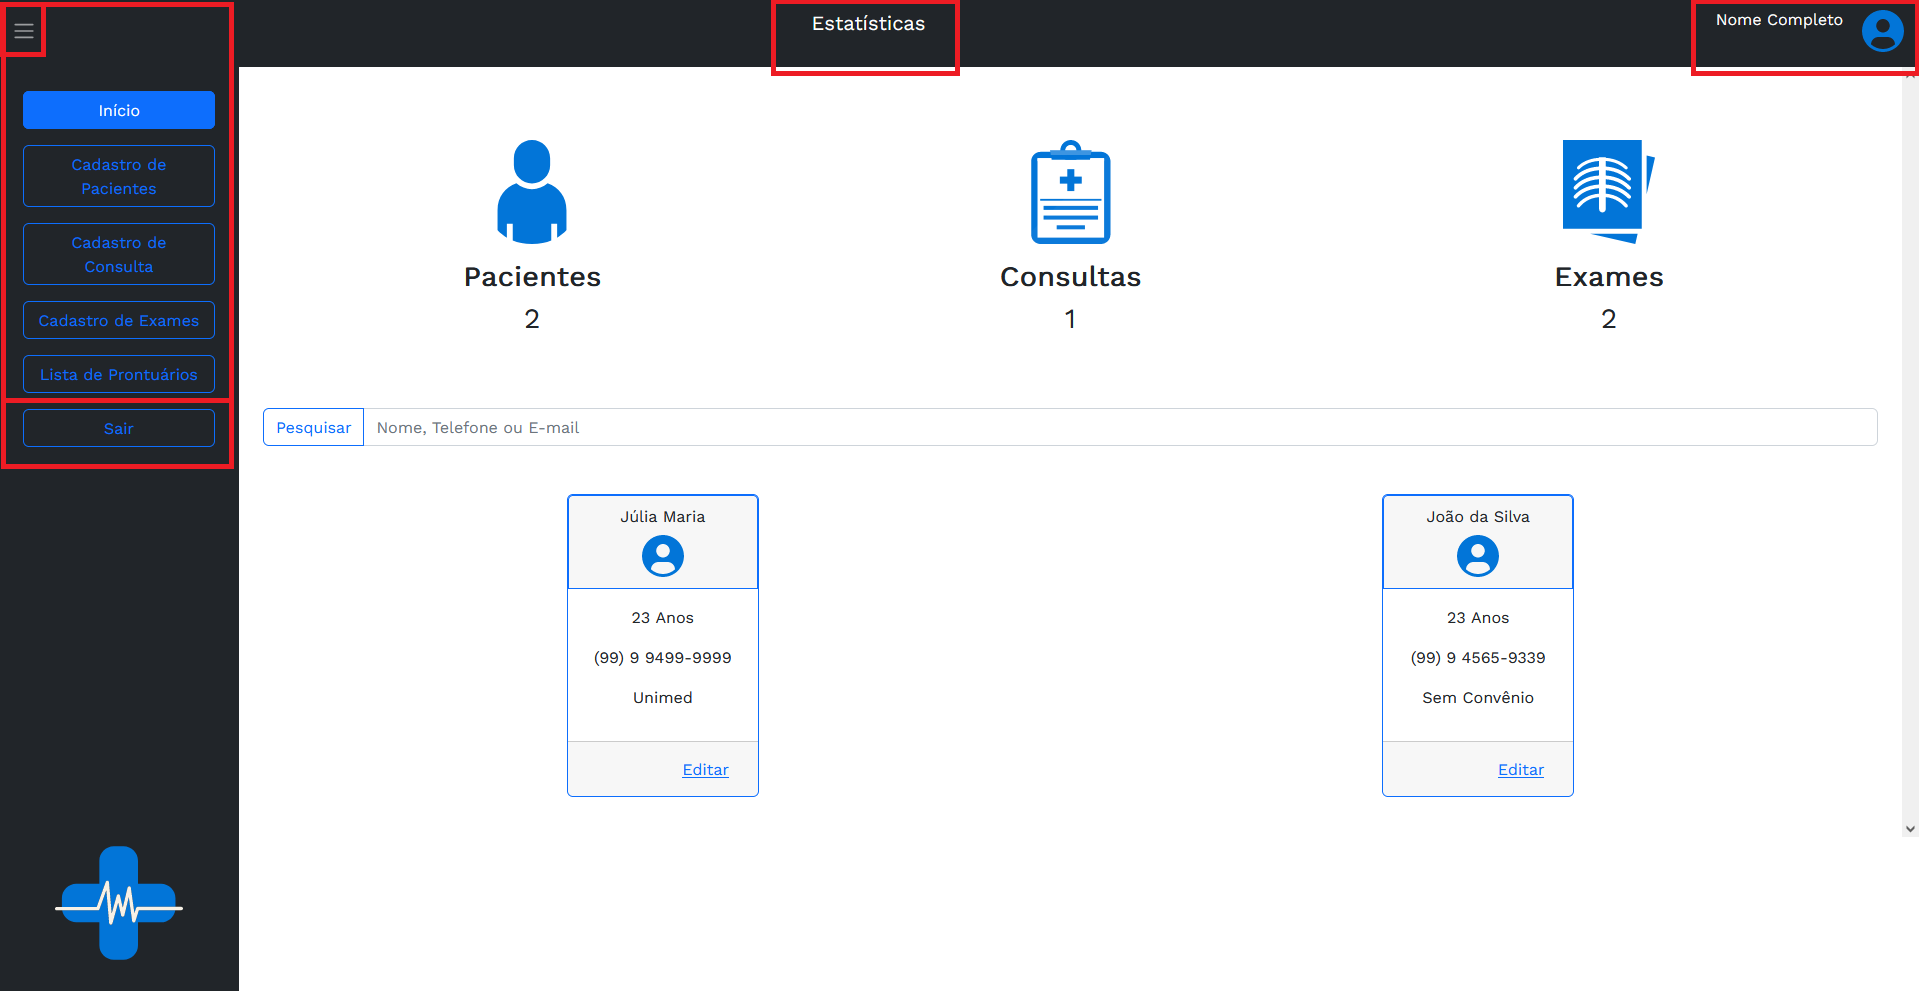 Estatísticas
Nome Completo
Início
Cadastro de
Pacientes
Cadastro de
Consulta
Cadastro de Exames
Lista de Prontuários
Sair
Pacientes
2
Consultas
1
Exames
2
Pesquisar
Nome, Telefone ou E-mail
Júlia Maria
23 Anos
(99) 9 9499-9999
Unimed
Editar
João da Silva
23 Anos
(99) 9 4565-9339
Sem Convênio
Editar